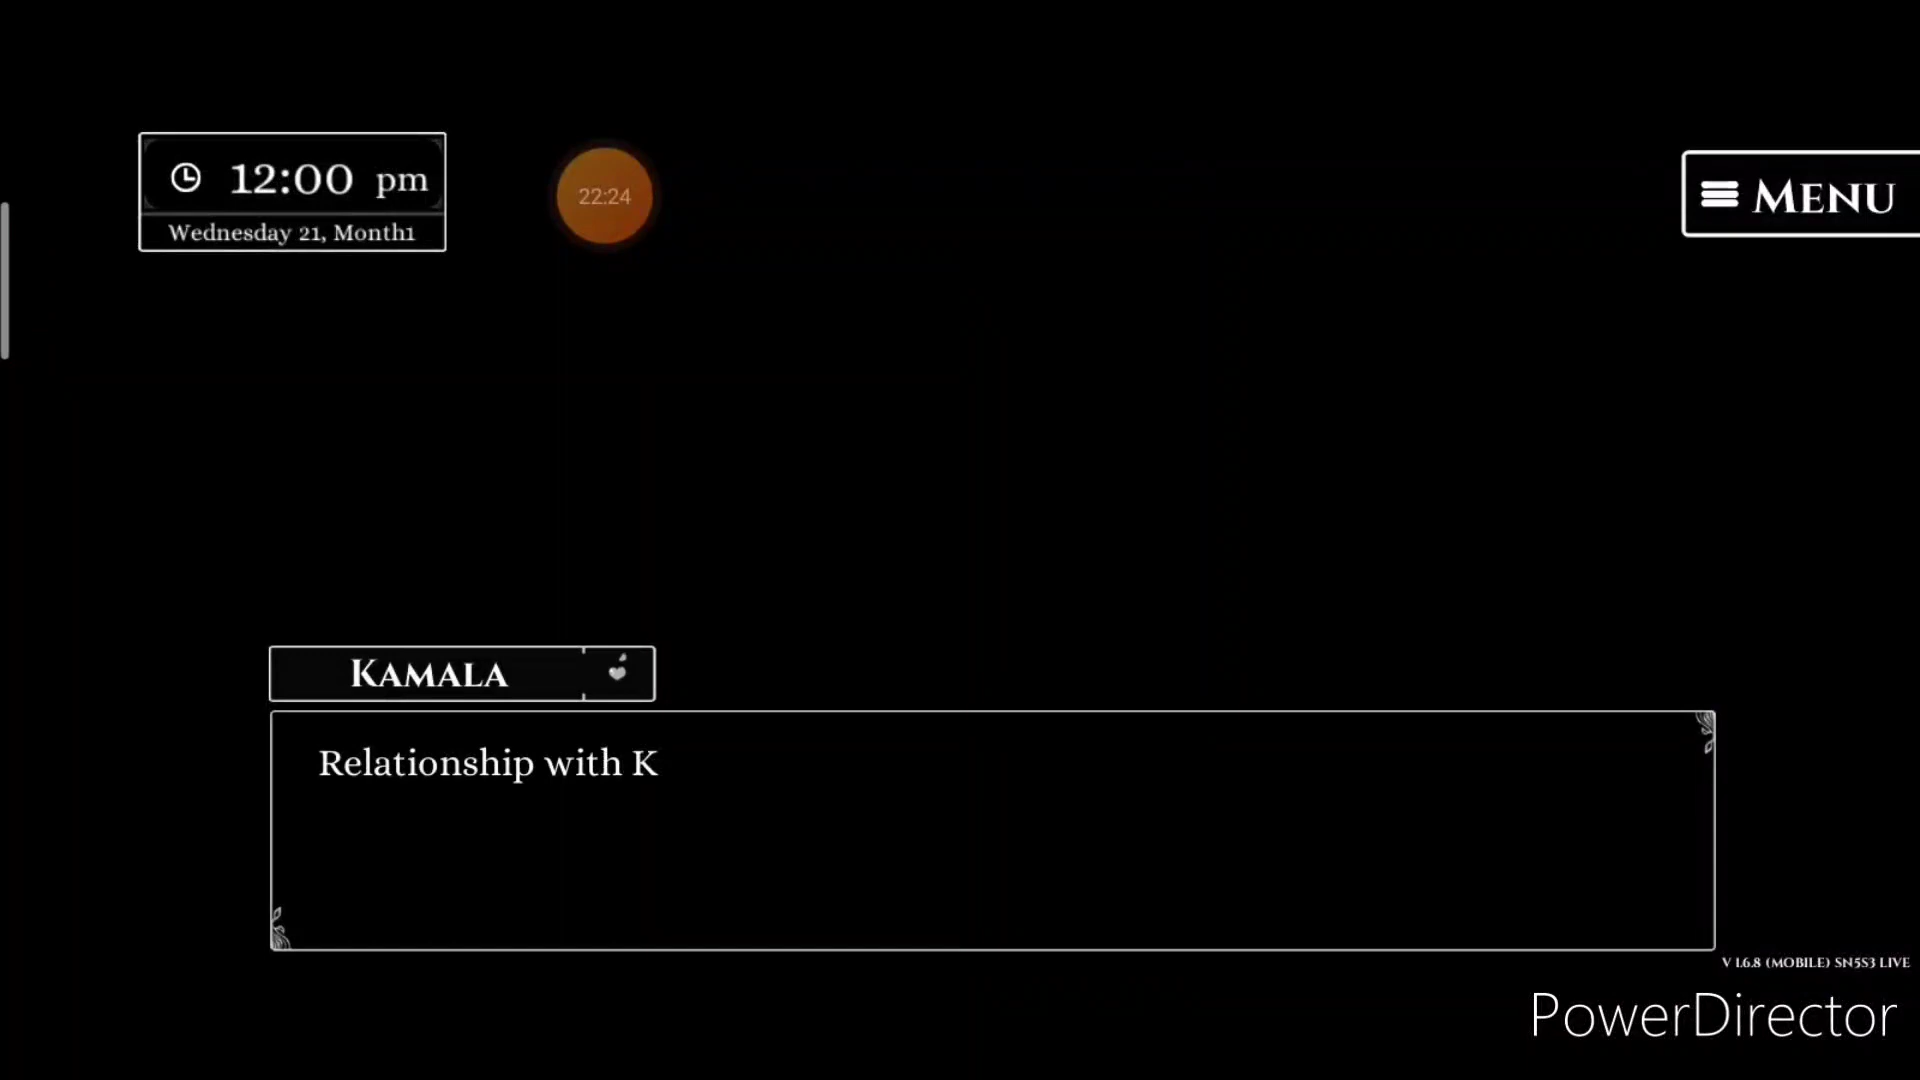 12:00 pm
Wednesday 21, Month1
22:24
MENU
KAMALA
Relationship with K
V 1.6.8 (MOBILE) SN5S3 LIVE
PowerDirector